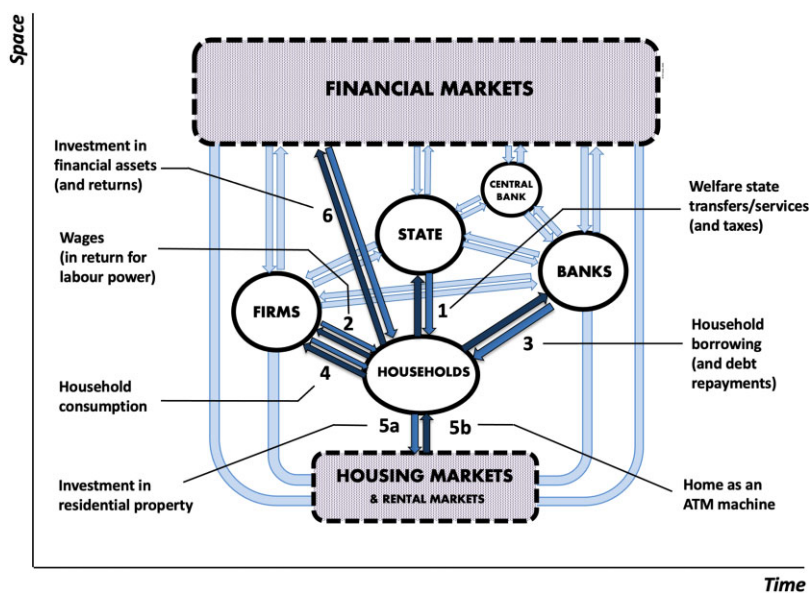 Space
FINANCIAL MARKETS
Investment in
financial assets
(and returns)
6
CENTRAL
BANK
Welfare state
transfers/services
(and taxes)
STATE
Wages
(in return for
labour power)
BANKS
FIRMS
2
1
3
Household
borrowing
(and debt
repayments)
HOUSEHOLDS
4
Household
consumption
5a
5b
HOUSING MARKETS
& RENTAL MARKETS
Investment in
residential property
Home as an
ATM machine
Time